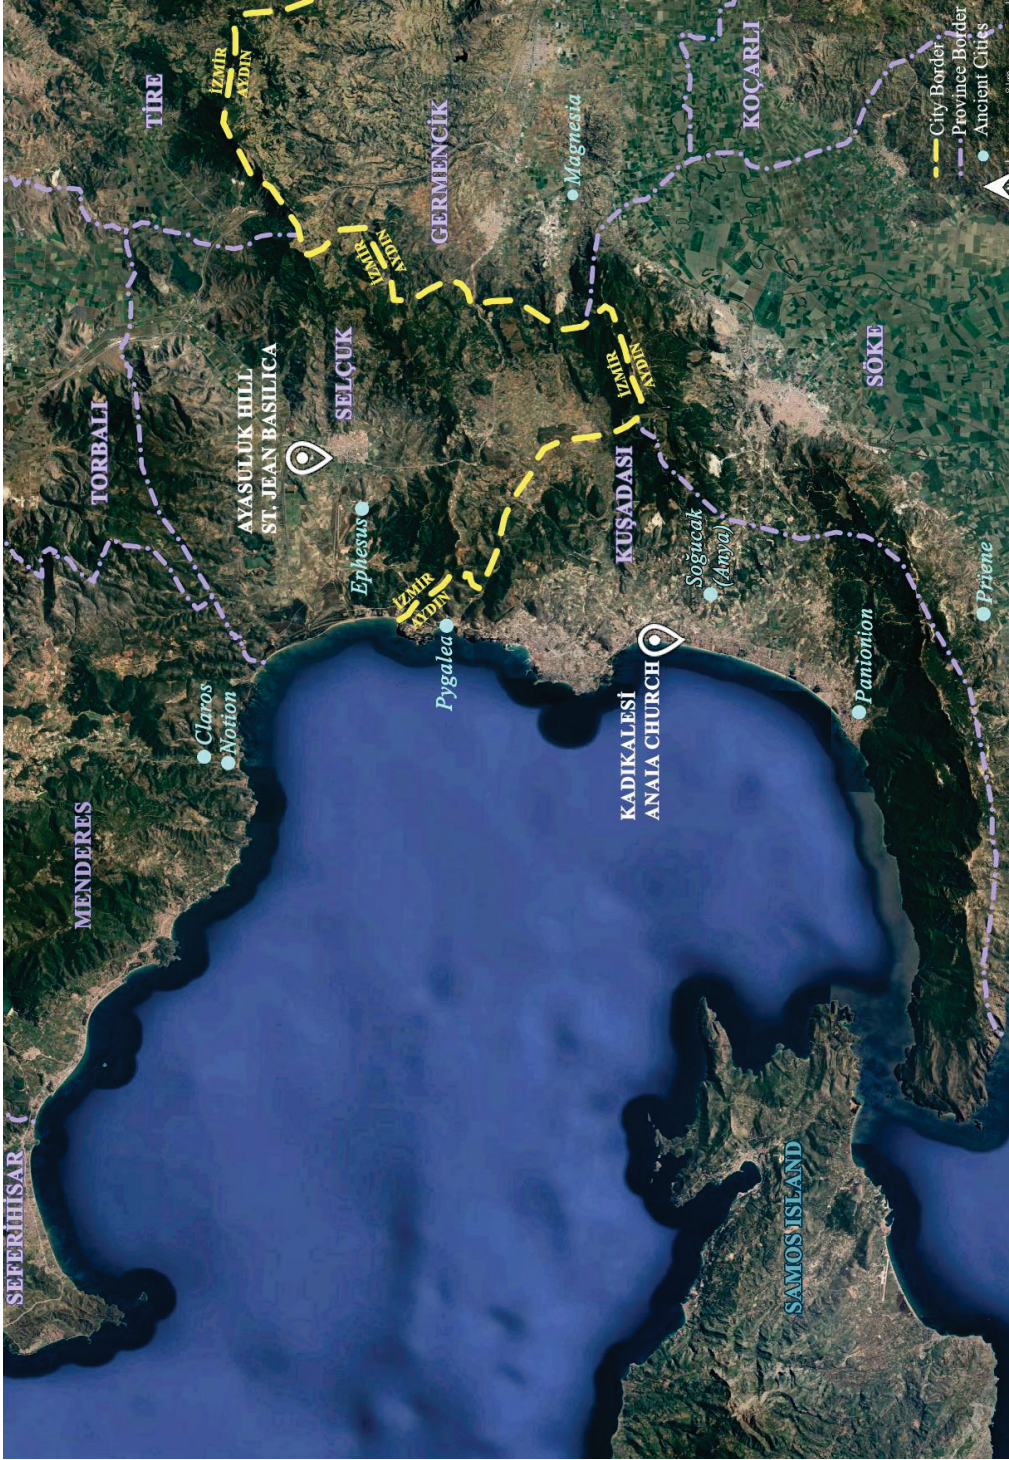 SEFERİHİSAR
MENDERES
TORBALI
TİRE
Claros
Notion
İZMİR
AYDIN
AYASULUK HILL
ST. JEAN BASILICA
SELÇUK
Ephesus
İZMİR
AYDIN
İZMİR
AYDIN
GERMENCİK
Pygalea
Magnesia
KUŞADASI
İZMİR
AYDIN
KADIKALESİ
ANAIA CHURCH
Soğucak
(Anya)
KOÇARLI
SAMOS ISLAND
Panionion
SÖKE
Priene
City Border
Province Border
Ancient Cities